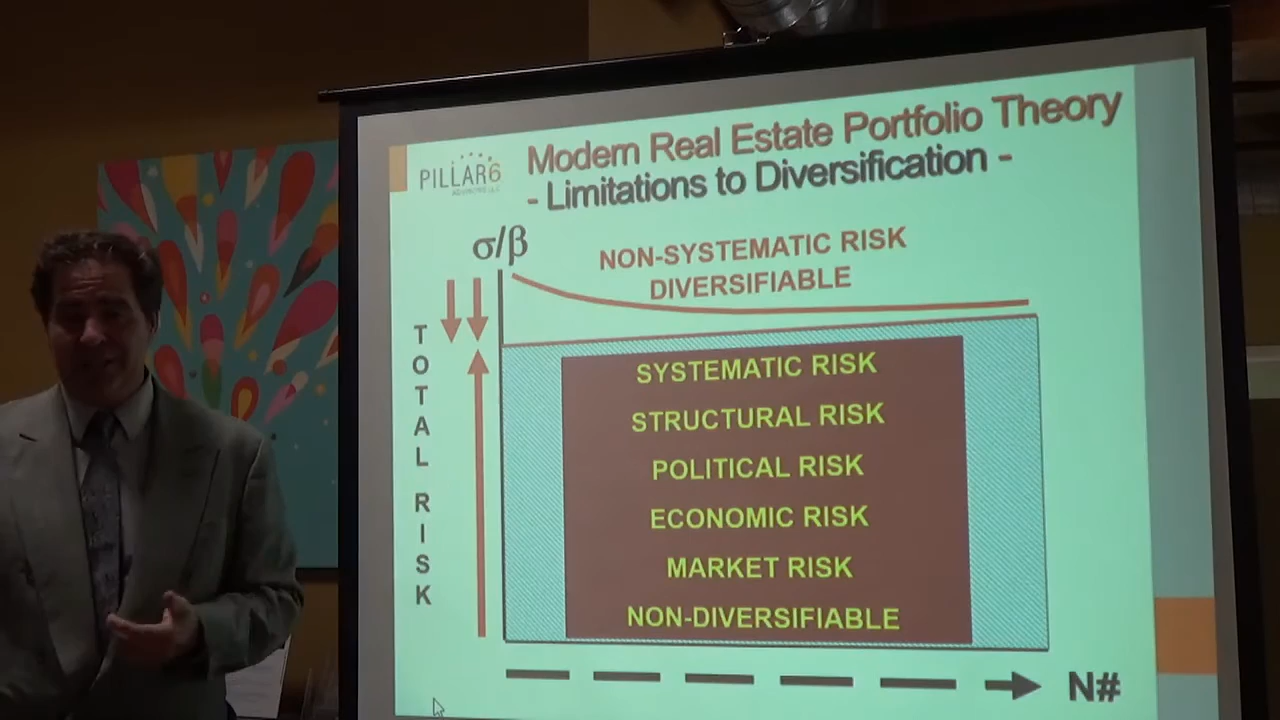 Modern Real Estate Portfolio Theory
- Limitations to Diversification -
PILLAR6
ADVISORS LLC
σ/β
NON-SYSTEMATIC RISK
DIVERSIFIABLE
TOTAL RISK
SYSTEMATIC RISK
STRUCTURAL RISK
POLITICAL RISK
ECONOMIC RISK
MARKET RISK
NON-DIVERSIFIABLE
N#